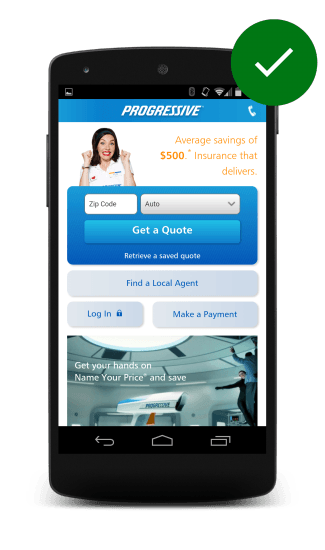 PROGRESSIVE
Average savings of
$500.* Insurance that
delivers.
Zip Code
Auto
Get a Quote
Retrieve a saved quote
Find a Local Agent
Log In
Make a Payment
Get your hands on
Name Your Price® and save
PROGRESSIVE